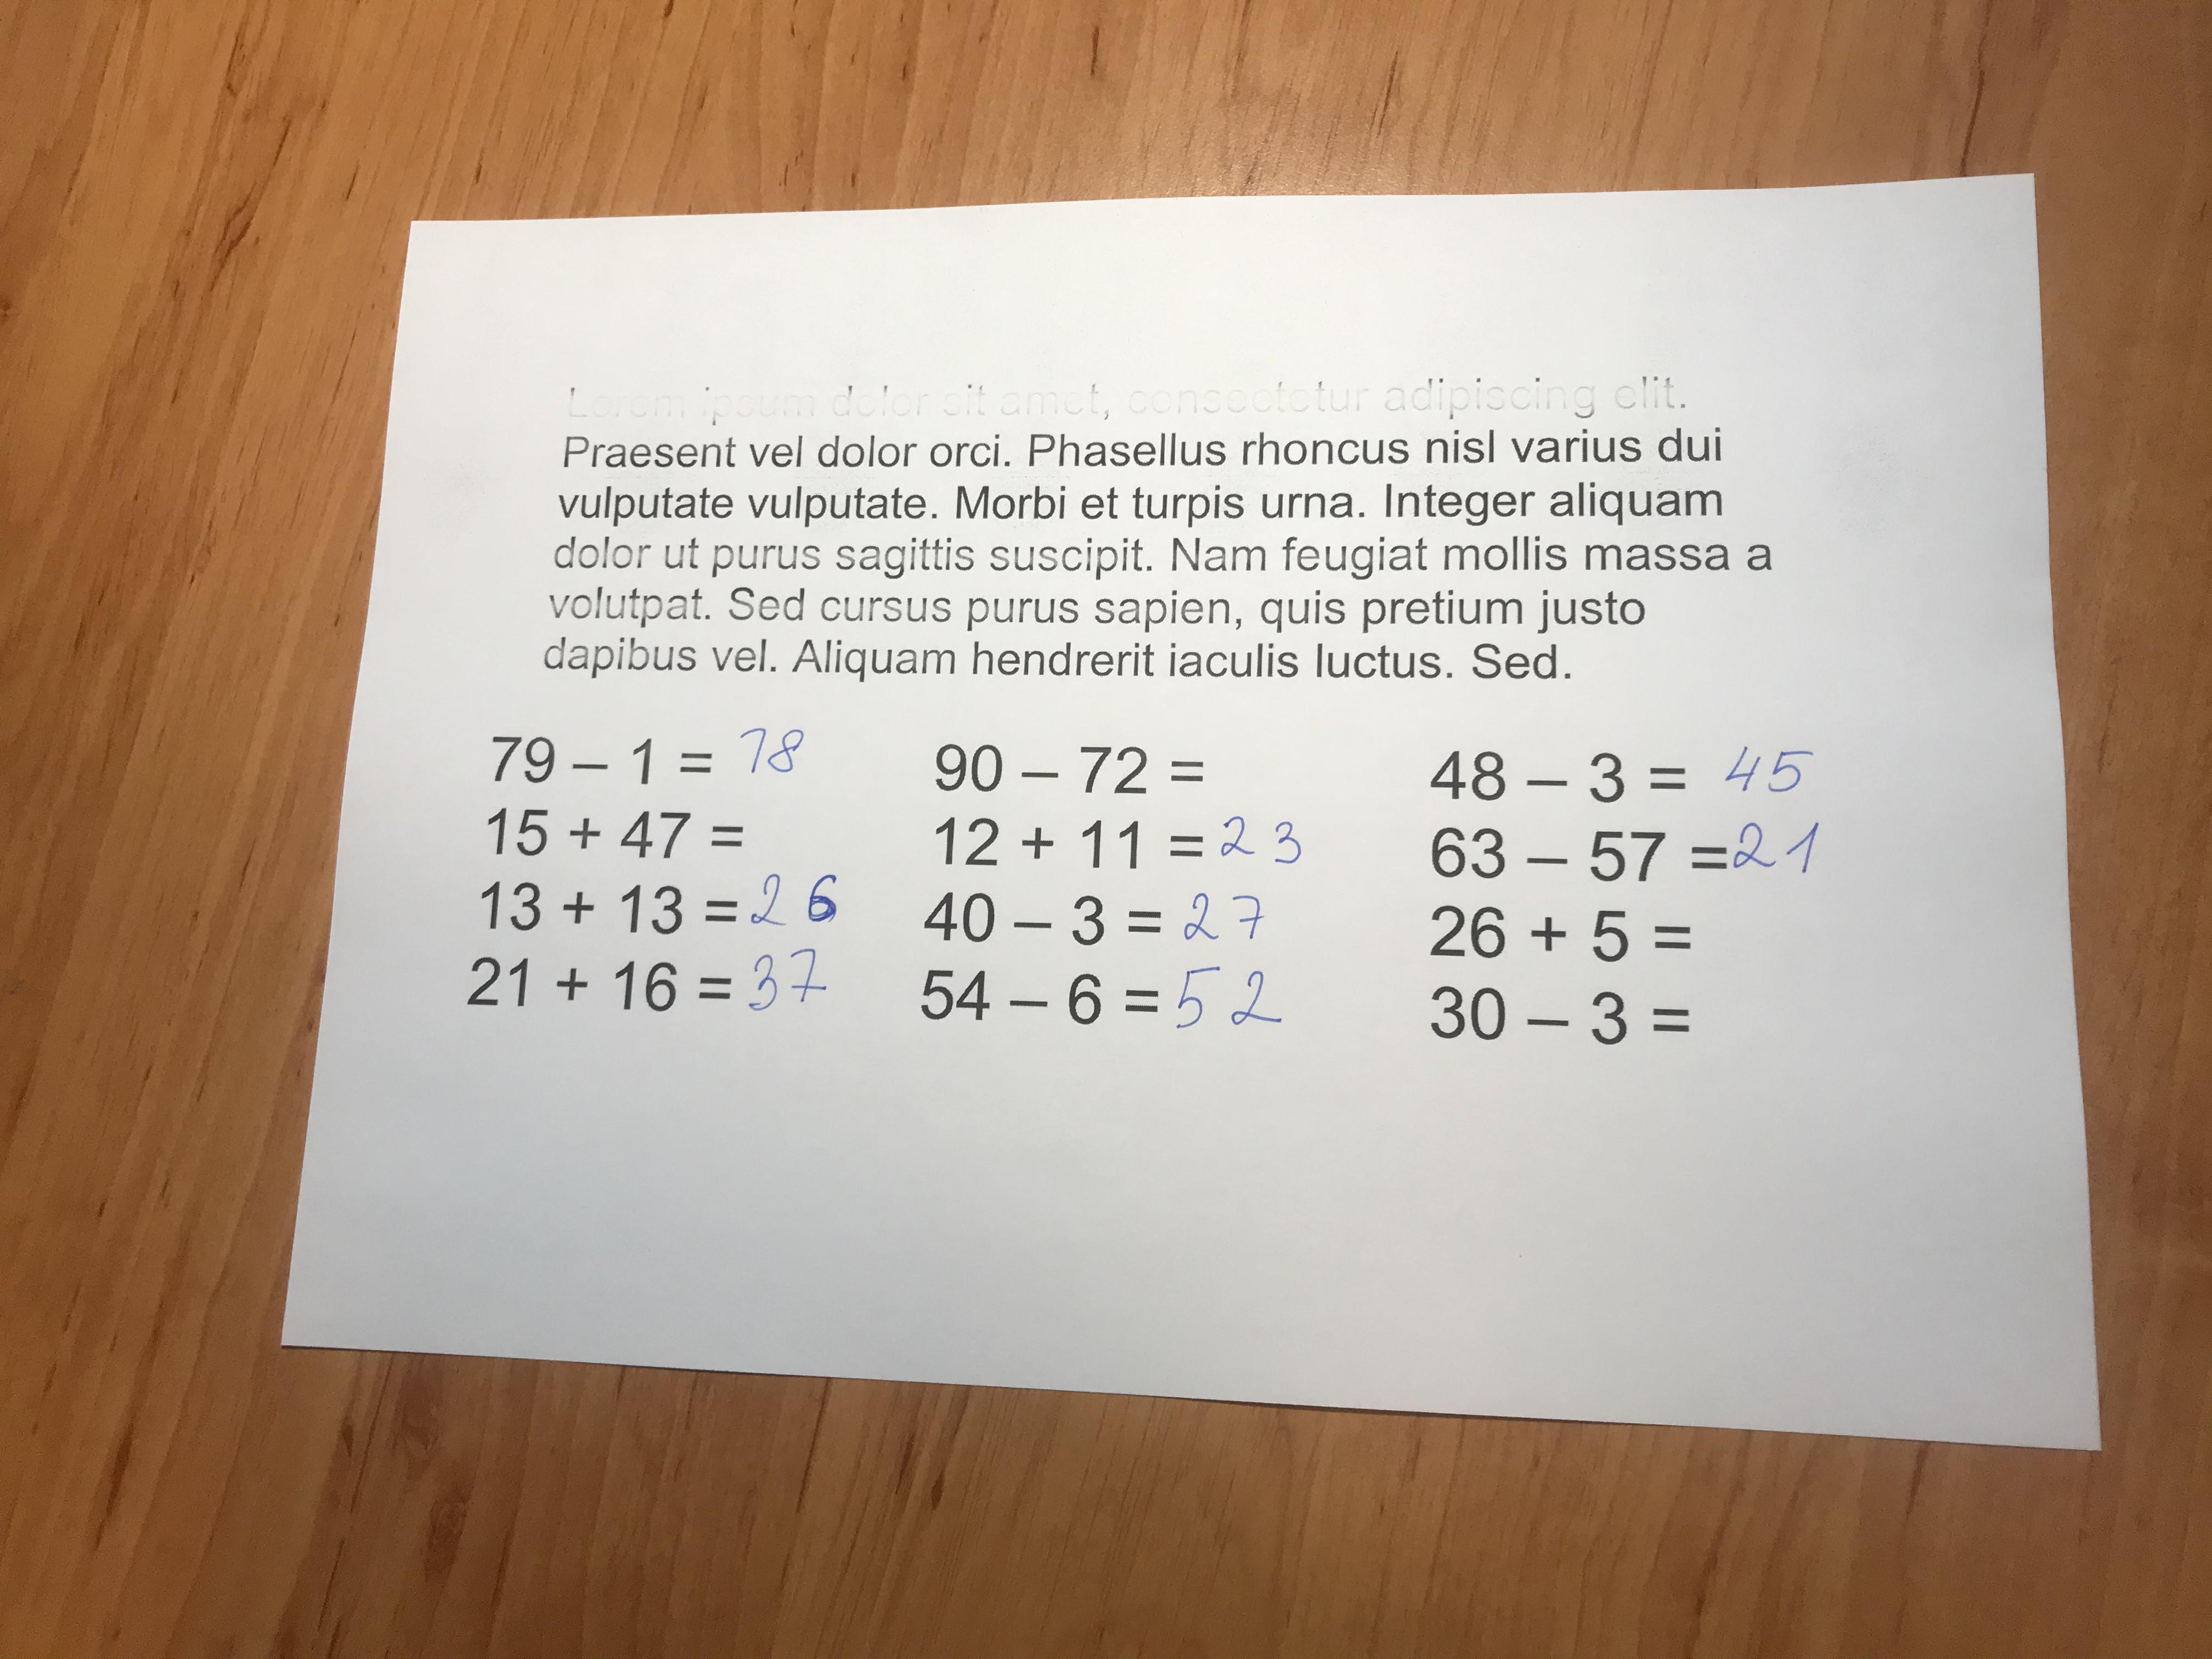 Lorem ipsum dolor sit amet, consectetur adipiscing elit.
Praesent vel dolor orci. Phasellus rhoncus nisl varius dui
vulputate vulputate. Morbi et turpis urna. Integer aliquam
dolor ut purus sagittis suscipit. Nam feugiat mollis massa a
volutpat. Sed cursus purus sapien, quis pretium justo
dapibus vel. Aliquam hendrerit iaculis luctus. Sed.
79 – 1 = 78
15 + 47 =
13 + 13 = 26
21 + 16 = 37
90 – 72 =
12 + 11 = 23
40 – 3 = 27
54 – 6 = 52
48 – 3 = 45
63 – 57 = 21
26 + 5 =
30 – 3 =